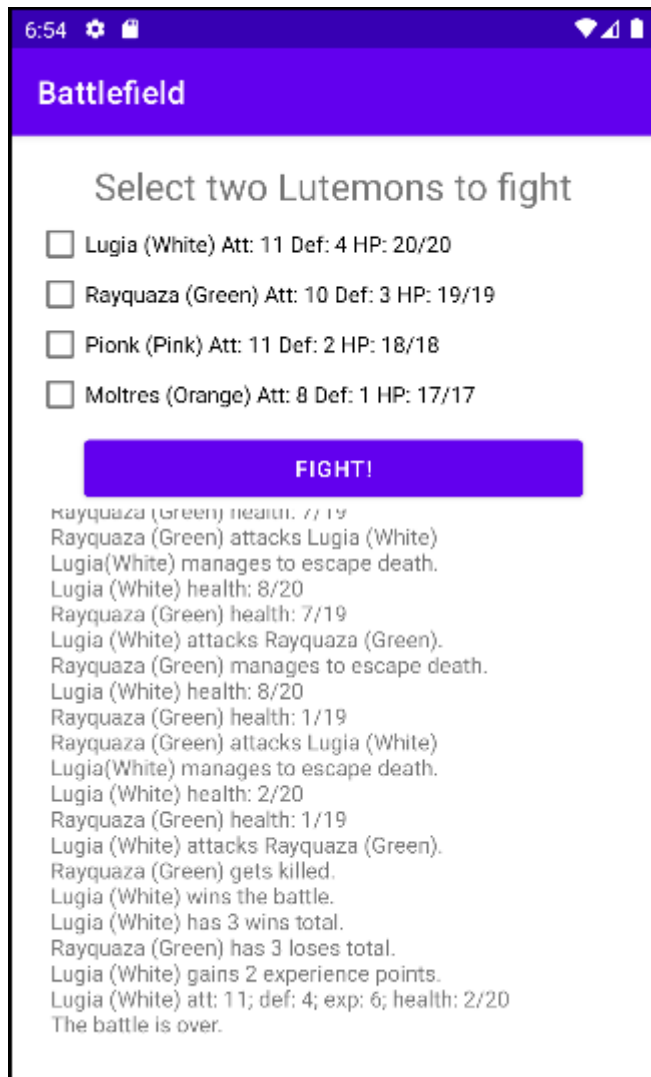 6:54
Battlefield
Select two Lutemons to fight
Lugia (White) Att: 11 Def: 4 HP: 20/20
Rayquaza (Green) Att: 10 Def: 3 HP: 19/19
Pionk (Pink) Att: 11 Def: 2 HP: 18/18
Moltres (Orange) Att: 8 Def: 1 HP: 17/17
FIGHT!
Rayquaza (Green) health: 7/19
Rayquaza (Green) attacks Lugia (White)
Lugia(White) manages to escape death.
Lugia (White) health: 8/20
Rayquaza (Green) health: 7/19
Lugia (White) attacks Rayquaza (Green).
Rayquaza (Green) manages to escape death.
Lugia (White) health: 8/20
Rayquaza (Green) health: 1/19
Rayquaza (Green) attacks Lugia (White)
Lugia(White) manages to escape death.
Lugia (White) health: 2/20
Rayquaza (Green) health: 1/19
Lugia (White) attacks Rayquaza (Green).
Rayquaza (Green) gets killed.
Lugia (White) wins the battle.
Lugia (White) has 3 wins total.
Rayquaza (Green) has 3 loses total.
Lugia (White) gains 2 experience points.
Lugia (White) att: 11; def: 4; exp: 6; health: 2/20
The battle is over.